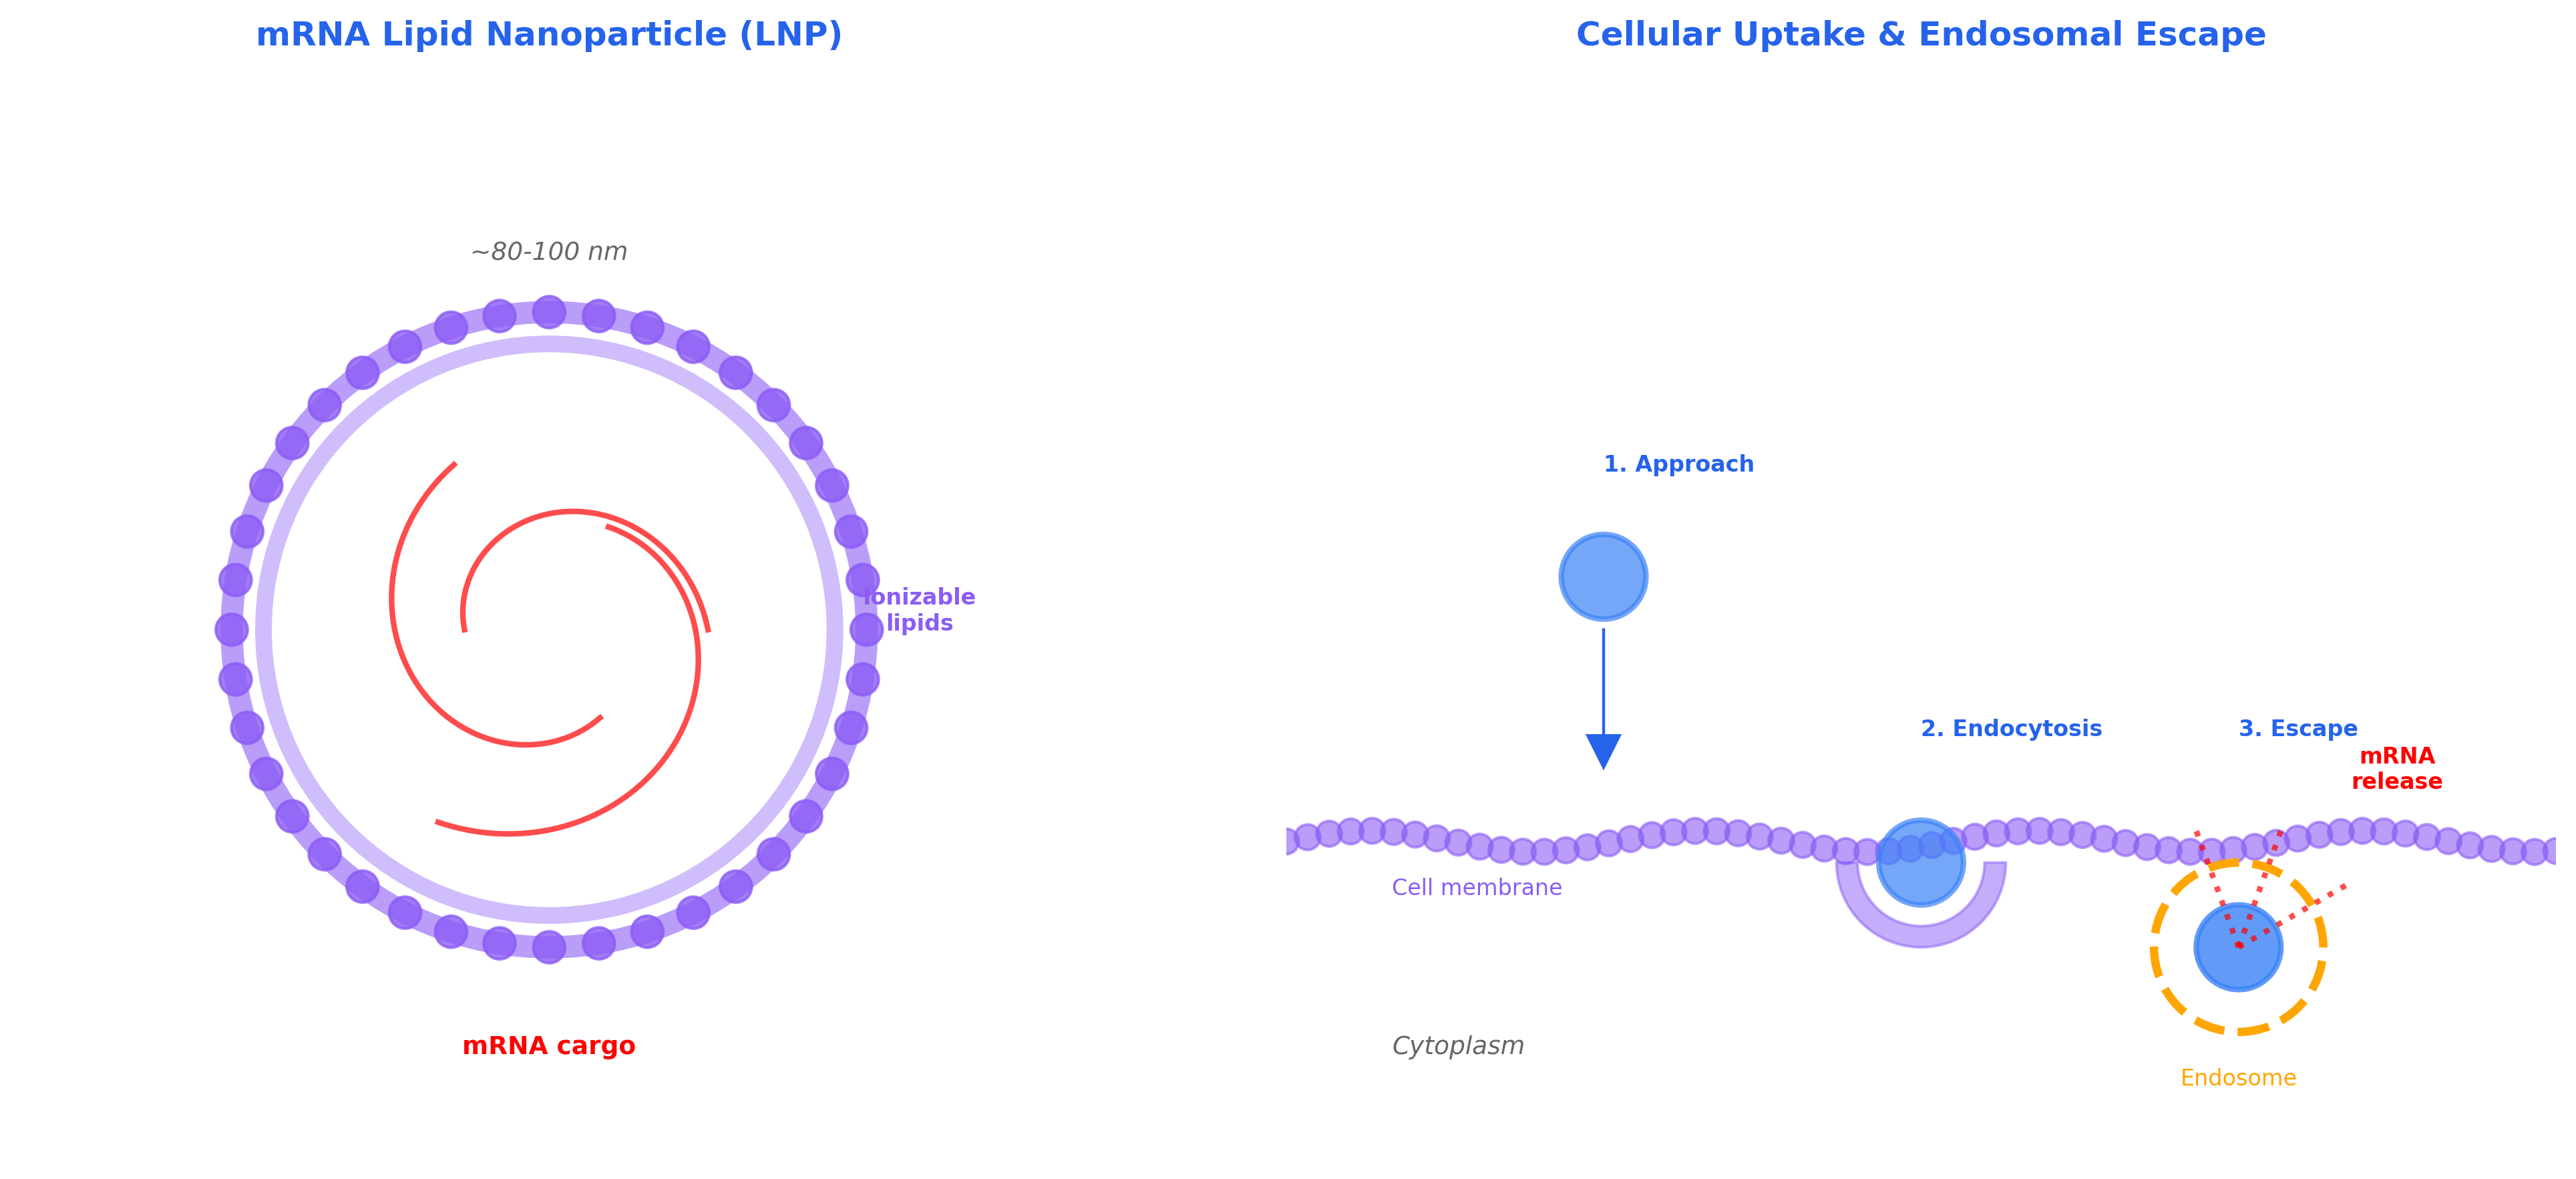 mRNA Lipid Nanoparticle (LNP)
~80-100 nm
Ionizable
lipids
mRNA cargo
Cellular Uptake & Endosomal Escape
1. Approach
2. Endocytosis
3. Escape
mRNA
release
Cell membrane
Cytoplasm
Endosome